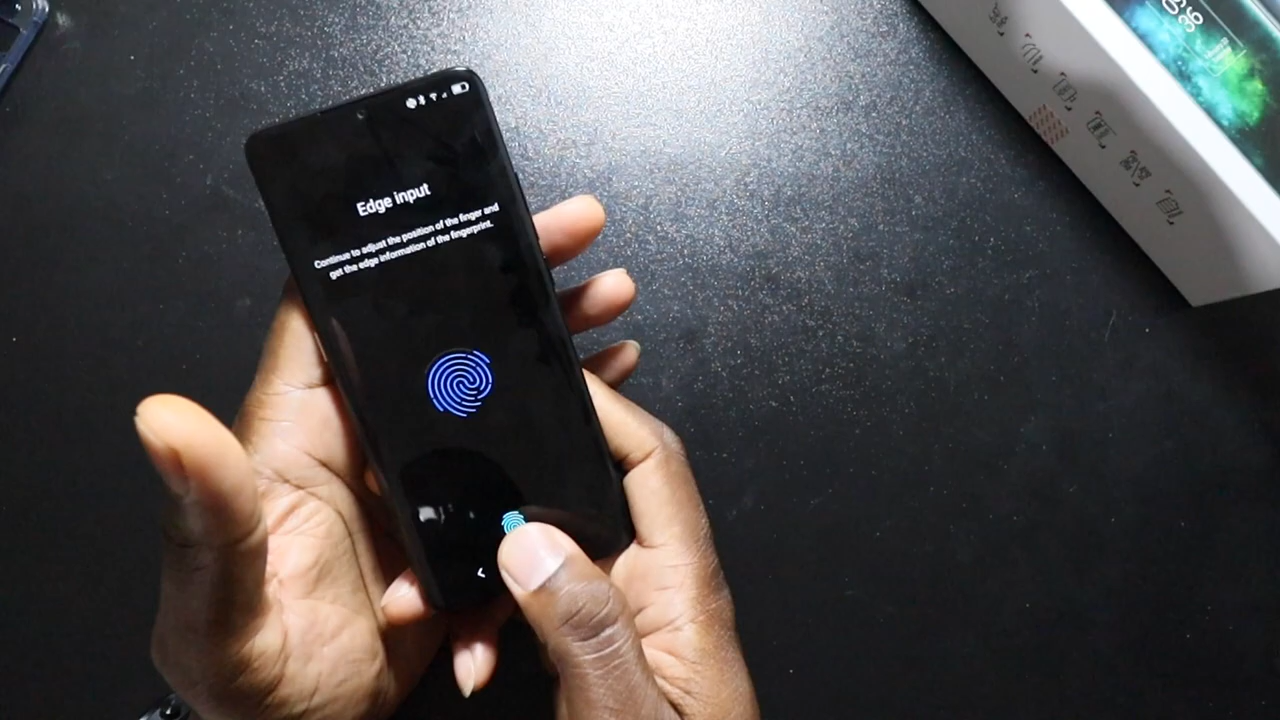 Edge input
Continue to adjust the position of the finger and
get the edge information of the fingerprint.